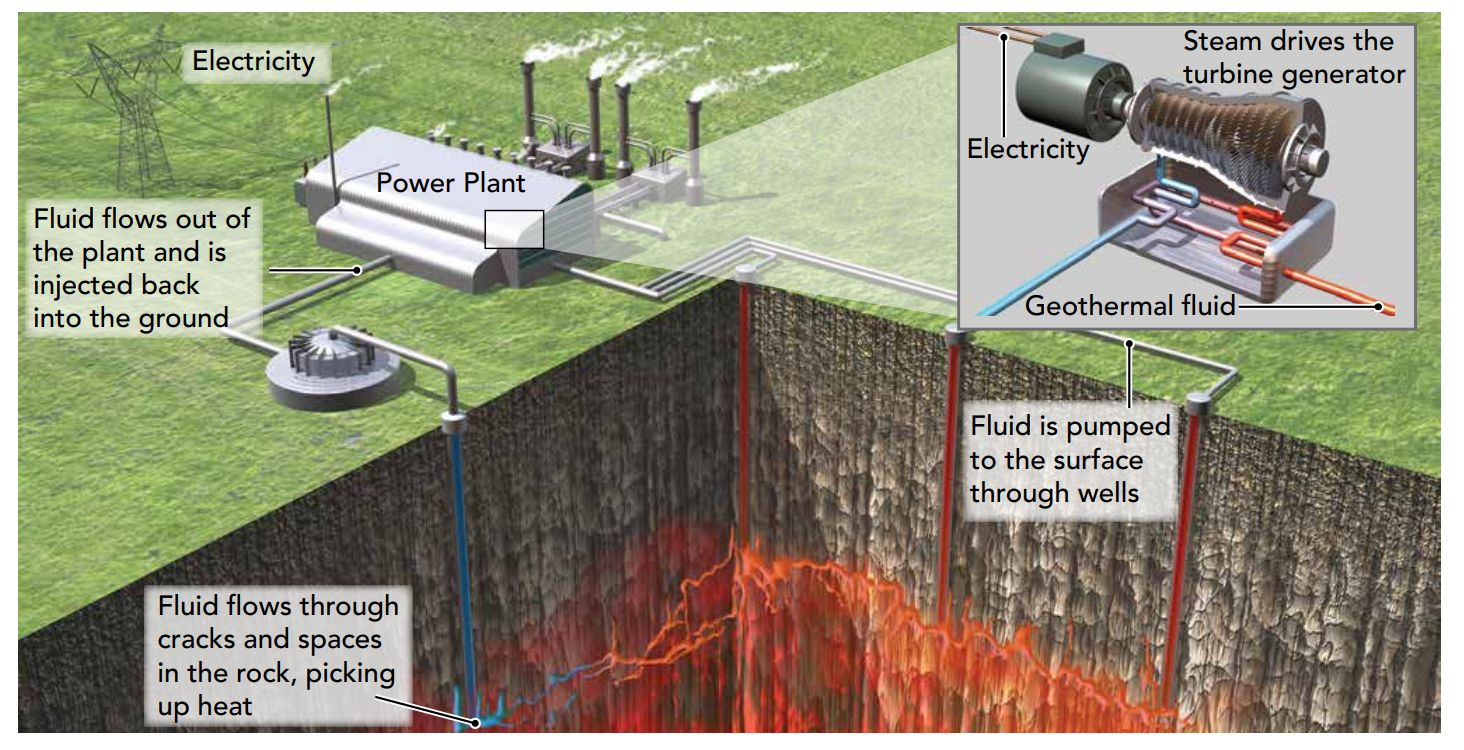 Electricity
Steam drives the
turbine generator
Electricity
Geothermal fluid
Power Plant
Fluid flows out of
the plant and is
injected back
into the ground
Fluid is pumped
to the surface
through wells
Fluid flows through
cracks and spaces
in the rock, picking
up heat